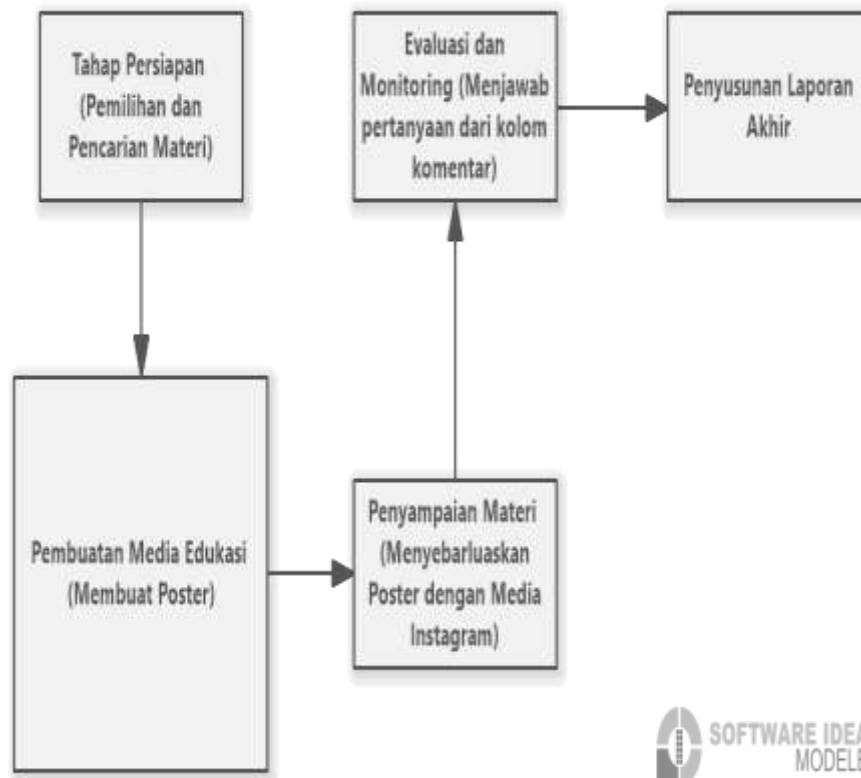 Tahap Persiapan
(Pemilihan dan
Pencarian Materi)
Pembuatan Media Edukasi
(Membuat Poster)
Penyampaian Materi
(Menyebarluaskan
Poster dengan Media
Instagram)
Evaluasi dan
Monitoring (Menjawab
pertanyaan dari kolom
komentar)
Penyusunan Laporan
Akhir
SOFTWARE IDEA
MODELE